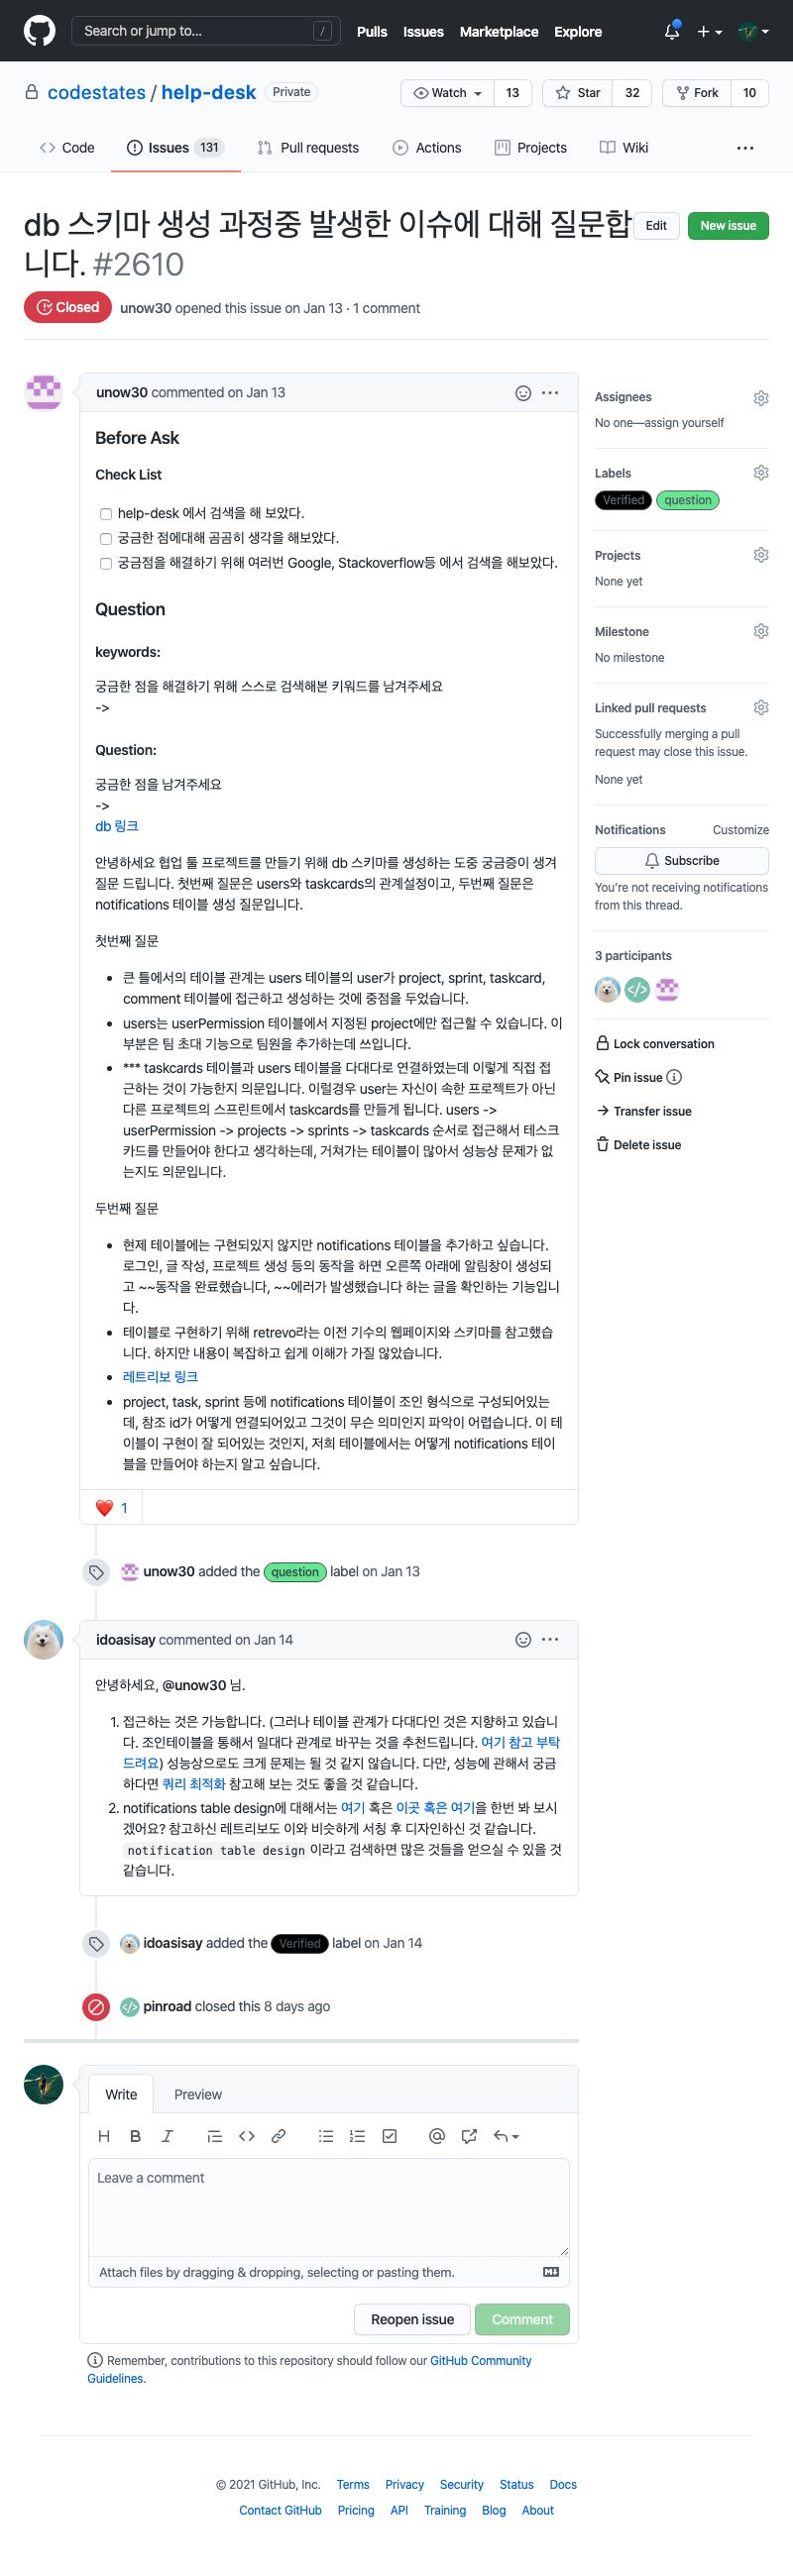 Search or jump to...
/
Pulls Issues Marketplace Explore
codestates / help-desk Private
Watch 13 Star 32 Fork 10
Code Issues 131 Pull requests Actions Projects Wiki ...
db 스키마 생성 과정중 발생한 이슈에 대해 질문합
니다. #2610
Edit New issue
Closed unow30 opened this issue on Jan 13 · 1 comment
unow30 commented on Jan 13
Before Ask
Check List
help-desk 에서 검색을 해 보았다.
궁금한 점에대해 곰곰히 생각을 해보았다.
궁금점을 해결하기 위해 여러번 Google, Stackoverflow등 에서 검색을 해보았다.
Question
keywords:
궁금한 점을 해결하기 위해 스스로 검색해본 키워드를 남겨주세요
->
Question:
궁금한 점을 남겨주세요
->
db 링크
안녕하세요 협업 툴 프로젝트를 만들기 위해 db 스키마를 생성하는 도중 궁금증이 생겨
질문 드립니다. 첫번째 질문은 users와 taskcards의 관계설정이고, 두번째 질문은
notifications 테이블 생성 질문입니다.
첫번째 질문
• 큰 틀에서의 테이블 관계는 users 테이블의 user가 project, sprint, taskcard,
comment 테이블에 접근하고 생성하는 것에 중점을 두었습니다.
• users는 userPermission 테이블에서 지정된 project에만 접근할 수 있습니다. 이
부분은 팀 초대 기능으로 팀원을 추가하는데 쓰입니다.
• *** taskcards 테이블과 users 테이블을 다대다로 연결하였는데 이렇게 직접 접
근하는 것이 가능한지 의문입니다. 이럴경우 user는 자신이 속한 프로젝트가 아닌
다른 프로젝트의 스프린트에서 taskcards를 만들게 됩니다. users ->
userPermission -> projects -> sprints -> taskcards 순서로 접근해서 테스크
카드를 만들어야 한다고 생각하는데, 거쳐가는 테이블이 많아서 성능상 문제가 없
는지도 의문입니다.
두번째 질문
• 현재 테이블에는 구현되있지 않지만 notifications 테이블을 추가하고 싶습니다.
로그인, 글 작성, 프로젝트 생성 등의 동작을 하면 오른쪽 아래에 알림창이 생성되
고 ~~동작을 완료했습니다, ~~에러가 발생했습니다 하는 글을 확인하는 기능입니
다.
• 테이블로 구현하기 위해 retrevo라는 이전 기수의 웹페이지와 스키마를 참고했습
니다. 하지만 내용이 복잡하고 쉽게 이해가 가질 않았습니다.
• 레트리보 링크
• project, task, sprint 등에 notifications 테이블이 조인 형식으로 구성되어있는
데, 참조 id가 어떻게 연결되어있고 그것이 무슨 의미인지 파악이 어렵습니다. 이 테
이블이 구현이 잘 되어있는 것인지, 저희 테이블에서는 어떻게 notifications 테이
블을 만들어야 하는지 알고 싶습니다.
❤️ 1
unow30 added the question label on Jan 13
idoasisay commented on Jan 14
안녕하세요, @unow30 님.
1. 접근하는 것은 가능합니다. (그러나 테이블 관계가 다대다인 것은 지향하고 있습니
다. 조인테이블을 통해서 일대다 관계로 바꾸는 것을 추천드립니다. 여기 참고 부탁
드려요) 성능상으로도 크게 문제는 될 것 같지 않습니다. 다만, 성능에 관해서 궁금
하다면 쿼리 최적화 참고해 보는 것도 좋을 것 같습니다.
2. notifications table design에 대해서는 여기 혹은 이곳 혹은 여기을 한번 봐 보시
겠어요? 참고하신 레트리보도 이와 비슷하게 서칭 후 디자인하신 것 같습니다.
notification table design 이라고 검색하면 많은 것들을 얻으실 수 있을 것
같습니다.
idoasisay added the Verified label on Jan 14
pinroad closed this 8 days ago
Write Preview
Leave a comment
Attach files by dragging & dropping, selecting or pasting them.
Reopen issue Comment
Remember, contributions to this repository should follow our GitHub Community
Guidelines.
Assignees
No one—assign yourself
Labels
Verified question
Projects
None yet
Milestone
No milestone
Linked pull requests
Successfully merging a pull
request may close this issue.
None yet
Notifications Customize
Subscribe
You're not receiving notifications
from this thread.
3 participants
Lock conversation
Pin issue
Transfer issue
Delete issue
© 2021 GitHub, Inc. Terms Privacy Security Status Docs
Contact GitHub Pricing API Training Blog About